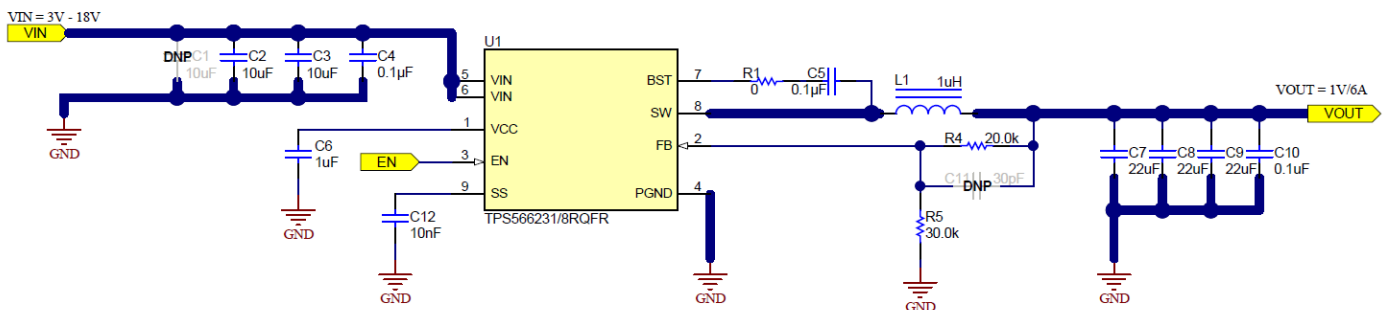 VIN = 3V - 18V
VIN
DNP C1
10uF
C2
10uF
C3
10uF
C4
0.1µF
GND
U1
5
VIN
6
VIN
1
VCC
3
EN
9
SS
BST
7
SW
8
FB
2
PGND
4
TPS566231/8RQFR
C6
1uF
GND
EN
C12
10nF
GND
R1
0
C5
0.1µF
L1
1uH
R4
20.0k
C11
DNP
30pF
R5
30.0k
GND
GND
VOUT = 1V/6A
VOUT
C7
22uF
C8
22uF
C9
22uF
C10
0.1uF
GND